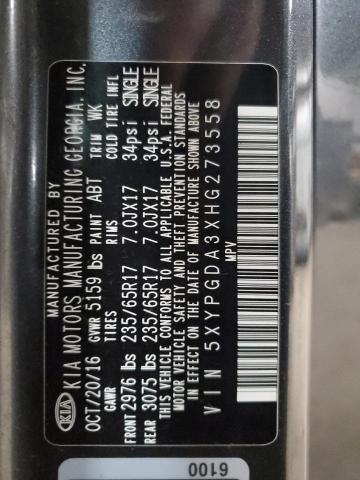 MANUFACTURED BY
KIA KIA MOTORS MANUFACTURING GEORGIA, INC.
OCT/20/16 GVWR 5159 lbs PAINT ABT TRIM WK
GAWR TIRES RIMS COLD TIRE INFL
FRONT 2976 lbs 235/65R17 7.0JX17 34psi SINGLE
REAR 3075 lbs 235/65R17 7.0JX17 34psi SINGLE
THIS VEHICLE CONFORMS TO ALL APPLICABLE U.S.A. FEDERAL
MOTOR VEHICLE SAFETY AND THEFT PREVENTION STANDARDS
IN EFFECT ON THE DATE OF MANUFACTURE SHOWN ABOVE
VIN 5XYPGDA3XHG273558
MPV
6100